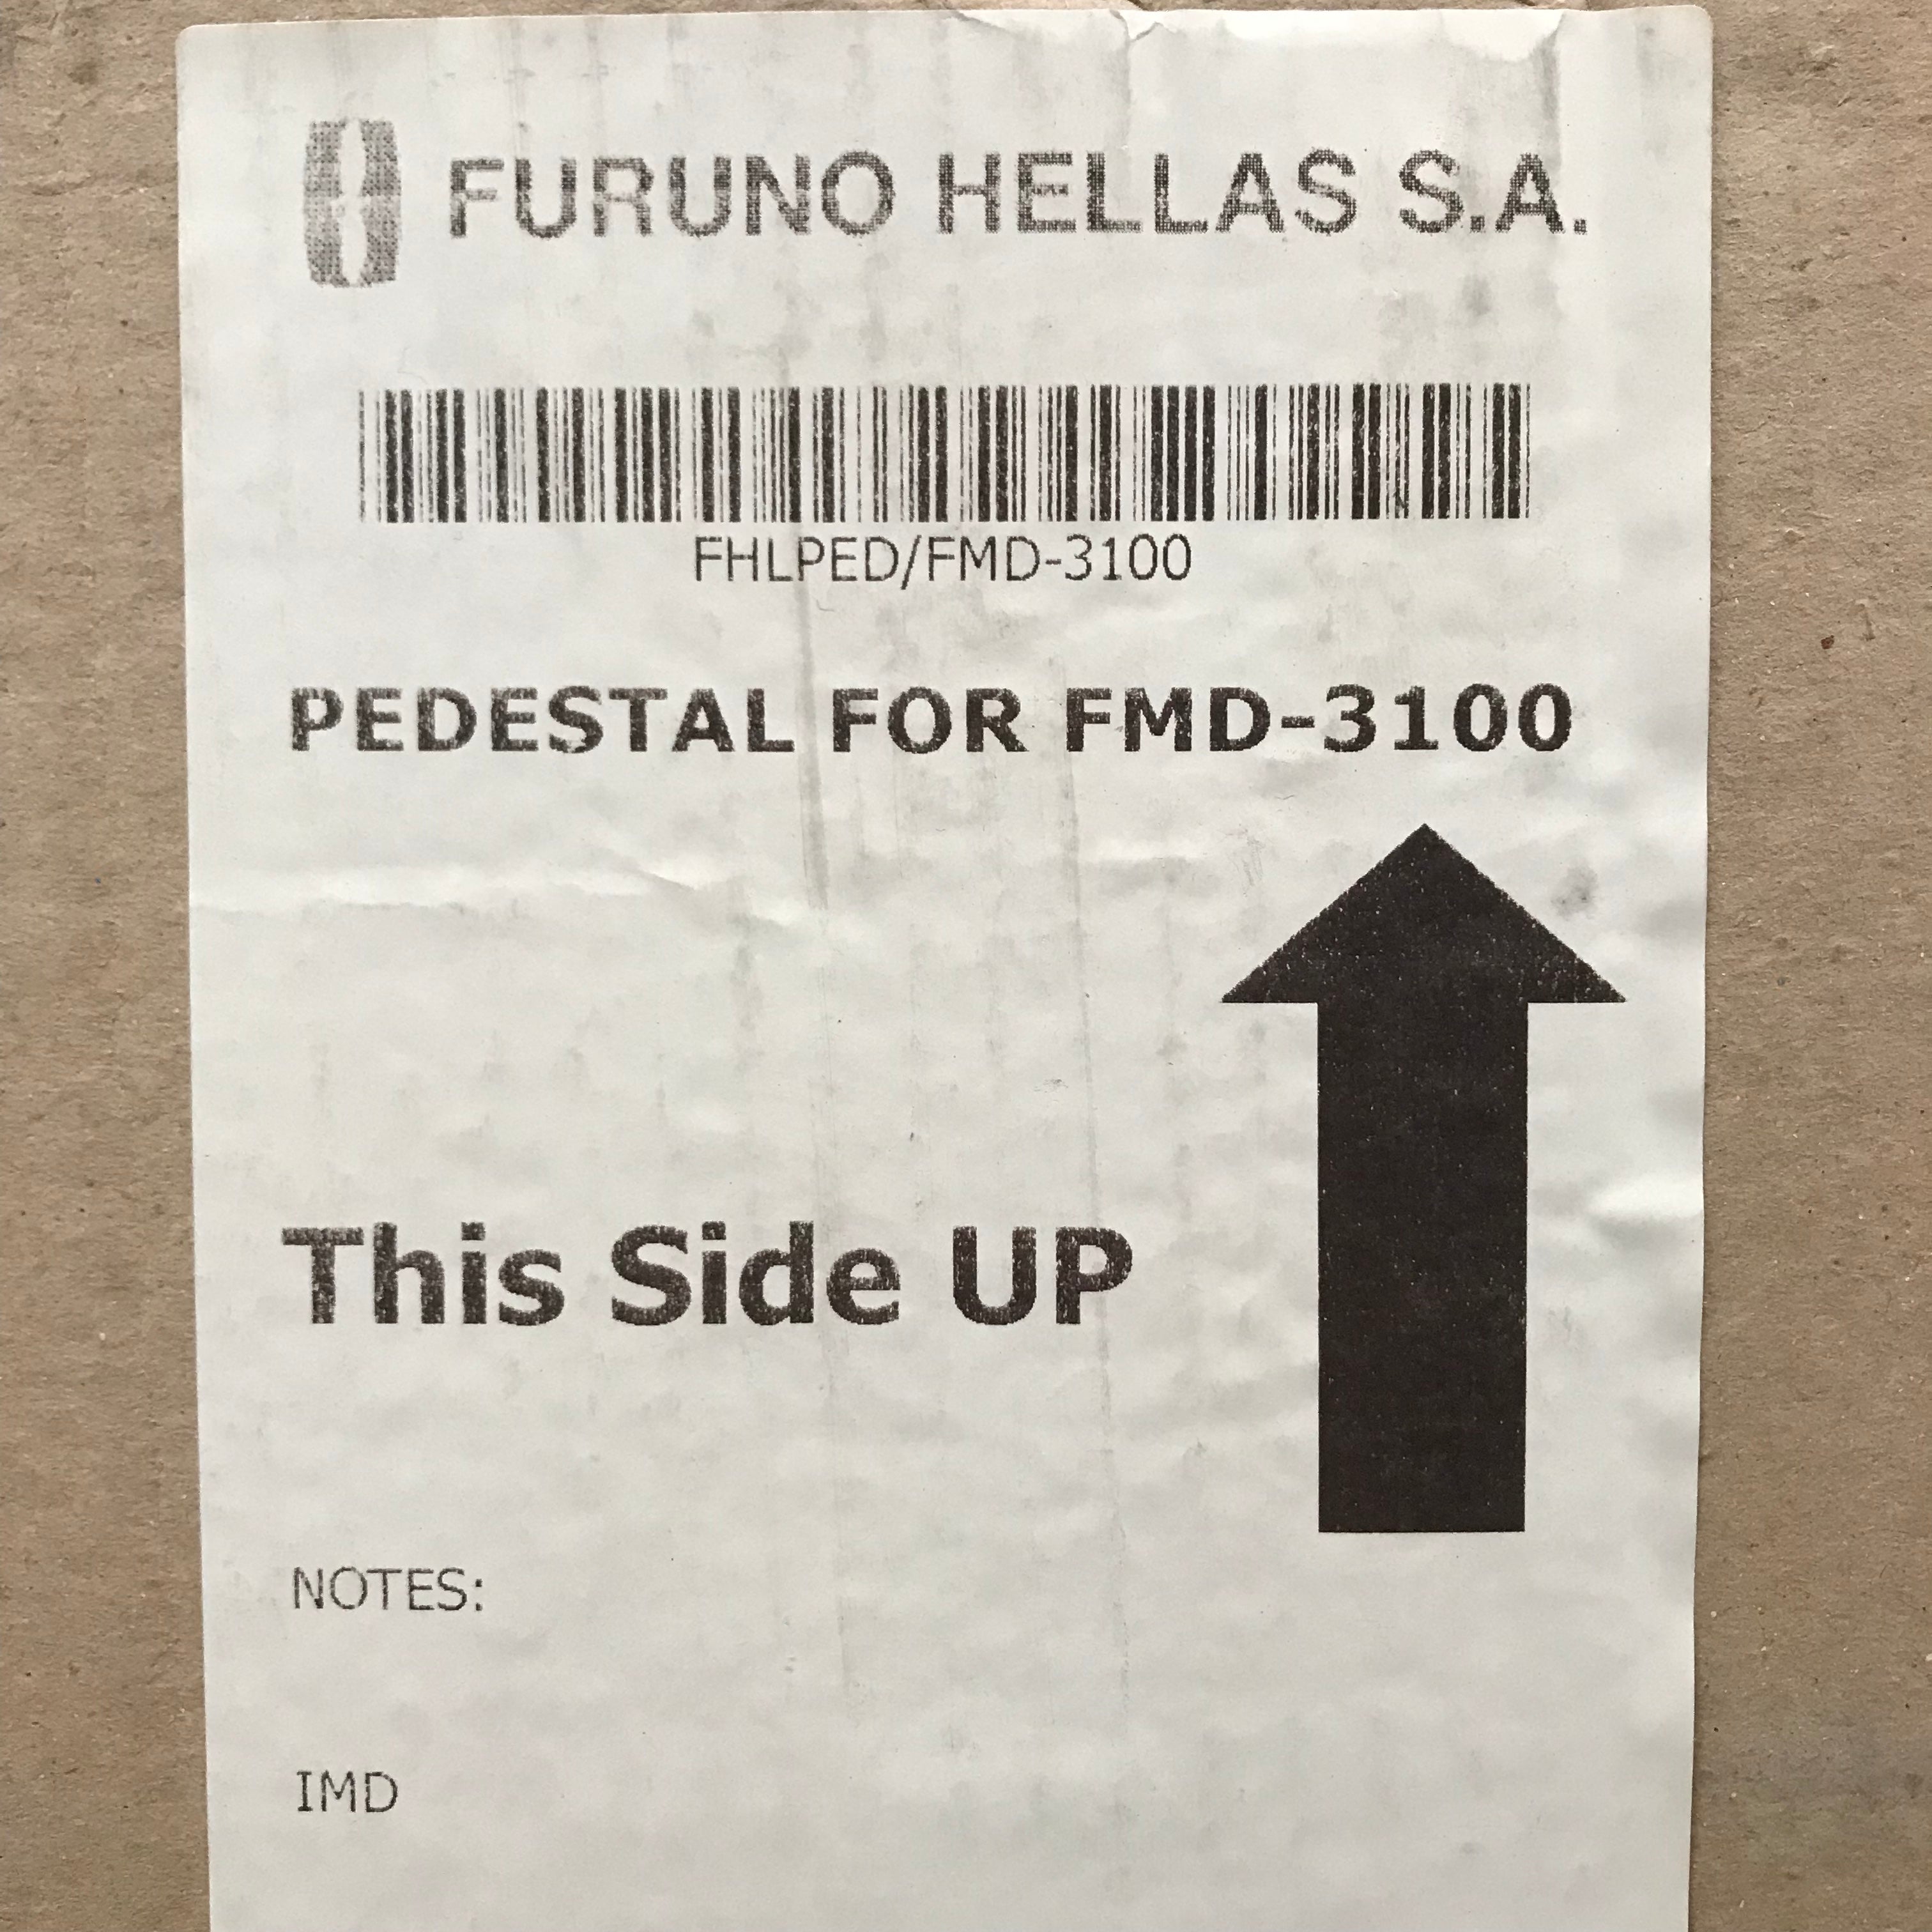 FURUNO HELLAS S.A.
FHLPED/FMD-3100
PEDESTAL FOR FMD-3100
This Side UP
NOTES:
IMD